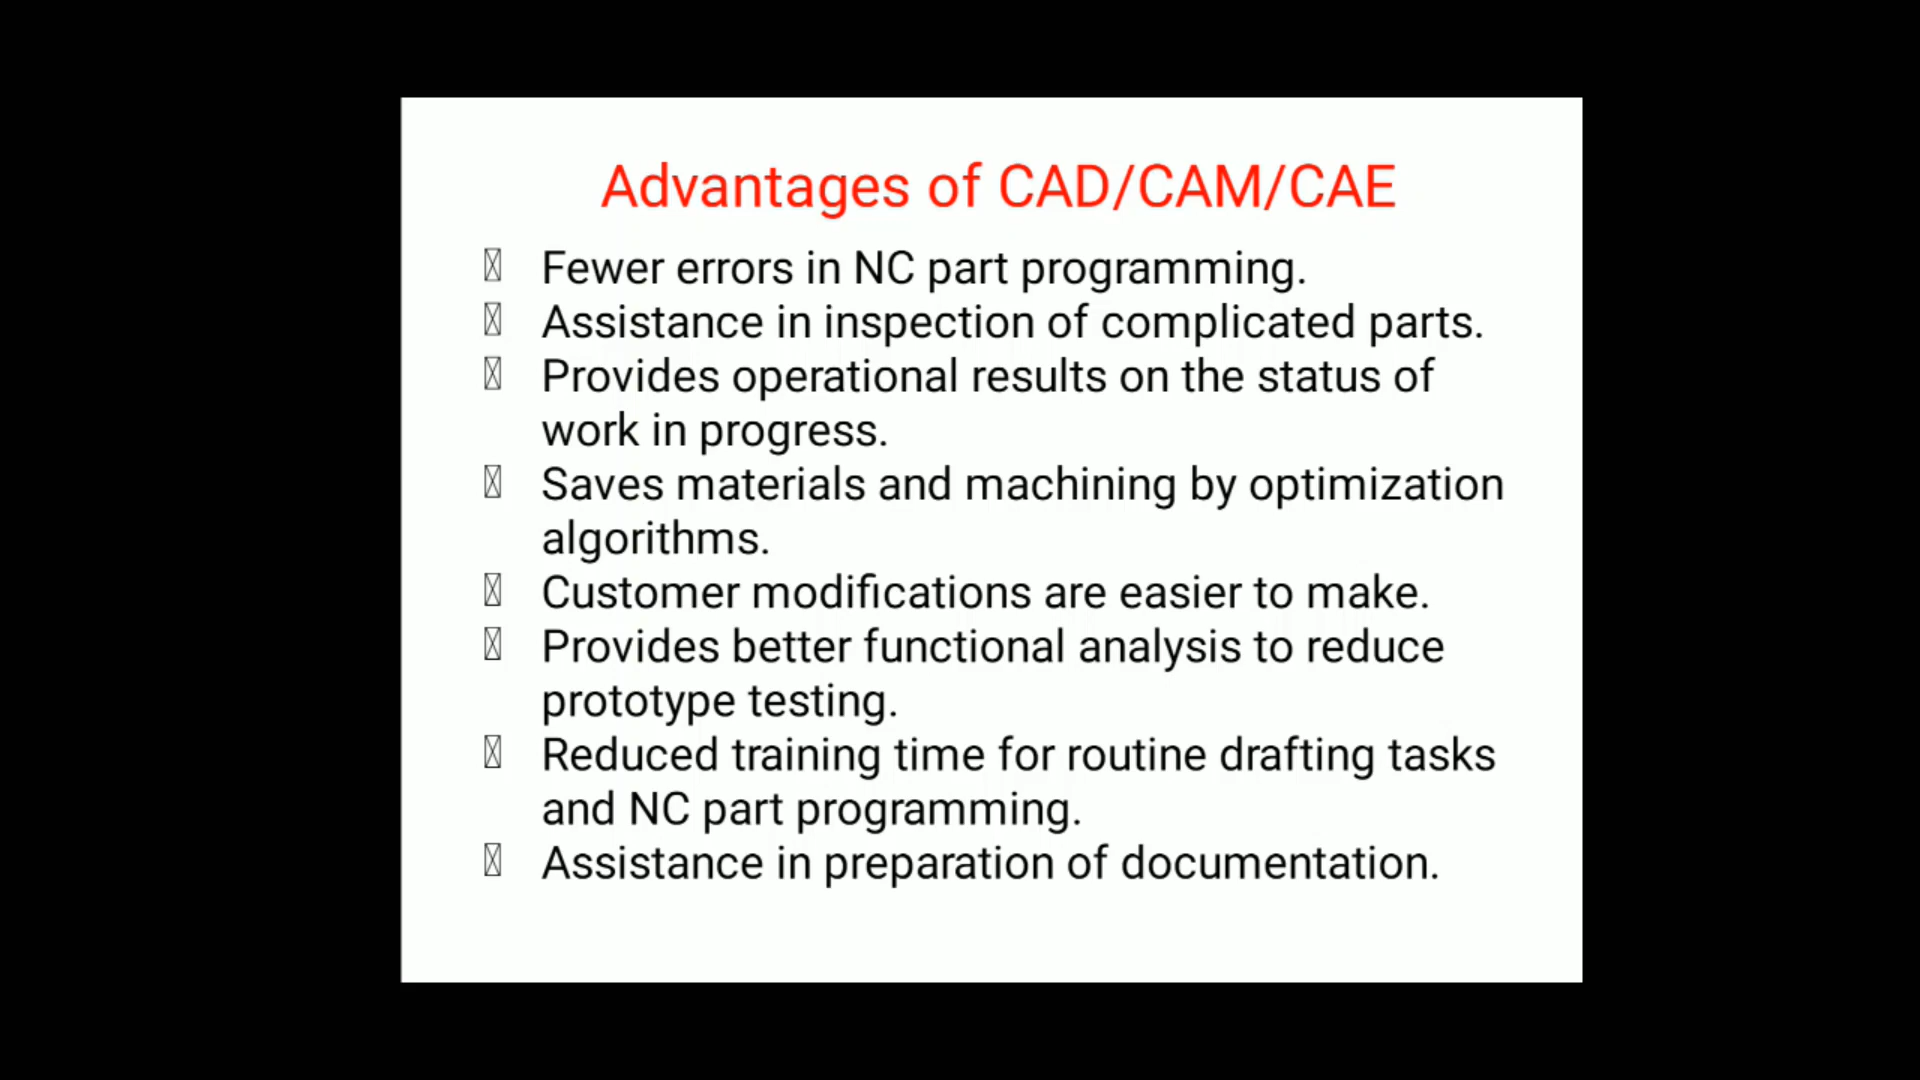 Advantages of CAD/CAM/CAE
Fewer errors in NC part programming.
Assistance in inspection of complicated parts.
Provides operational results on the status of
work in progress.
Saves materials and machining by optimization
algorithms.
Customer modifications are easier to make.
Provides better functional analysis to reduce
prototype testing.
Reduced training time for routine drafting tasks
and NC part programming.
Assistance in preparation of documentation.